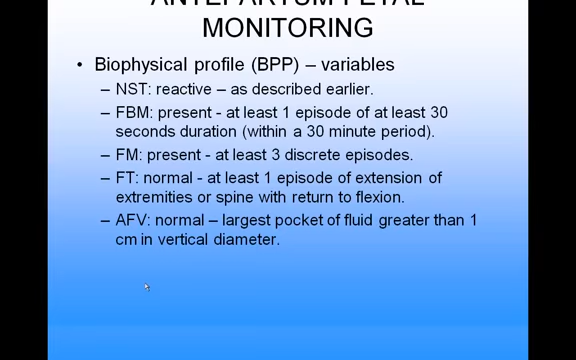 ANTEPARTUM FETAL
MONITORING
• Biophysical profile (BPP) – variables
– NST: reactive – as described earlier.
– FBM: present - at least 1 episode of at least 30
seconds duration (within a 30 minute period).
– FM: present - at least 3 discrete episodes.
– FT: normal - at least 1 episode of extension of
extremities or spine with return to flexion.
– AFV: normal – largest pocket of fluid greater than 1
cm in vertical diameter.